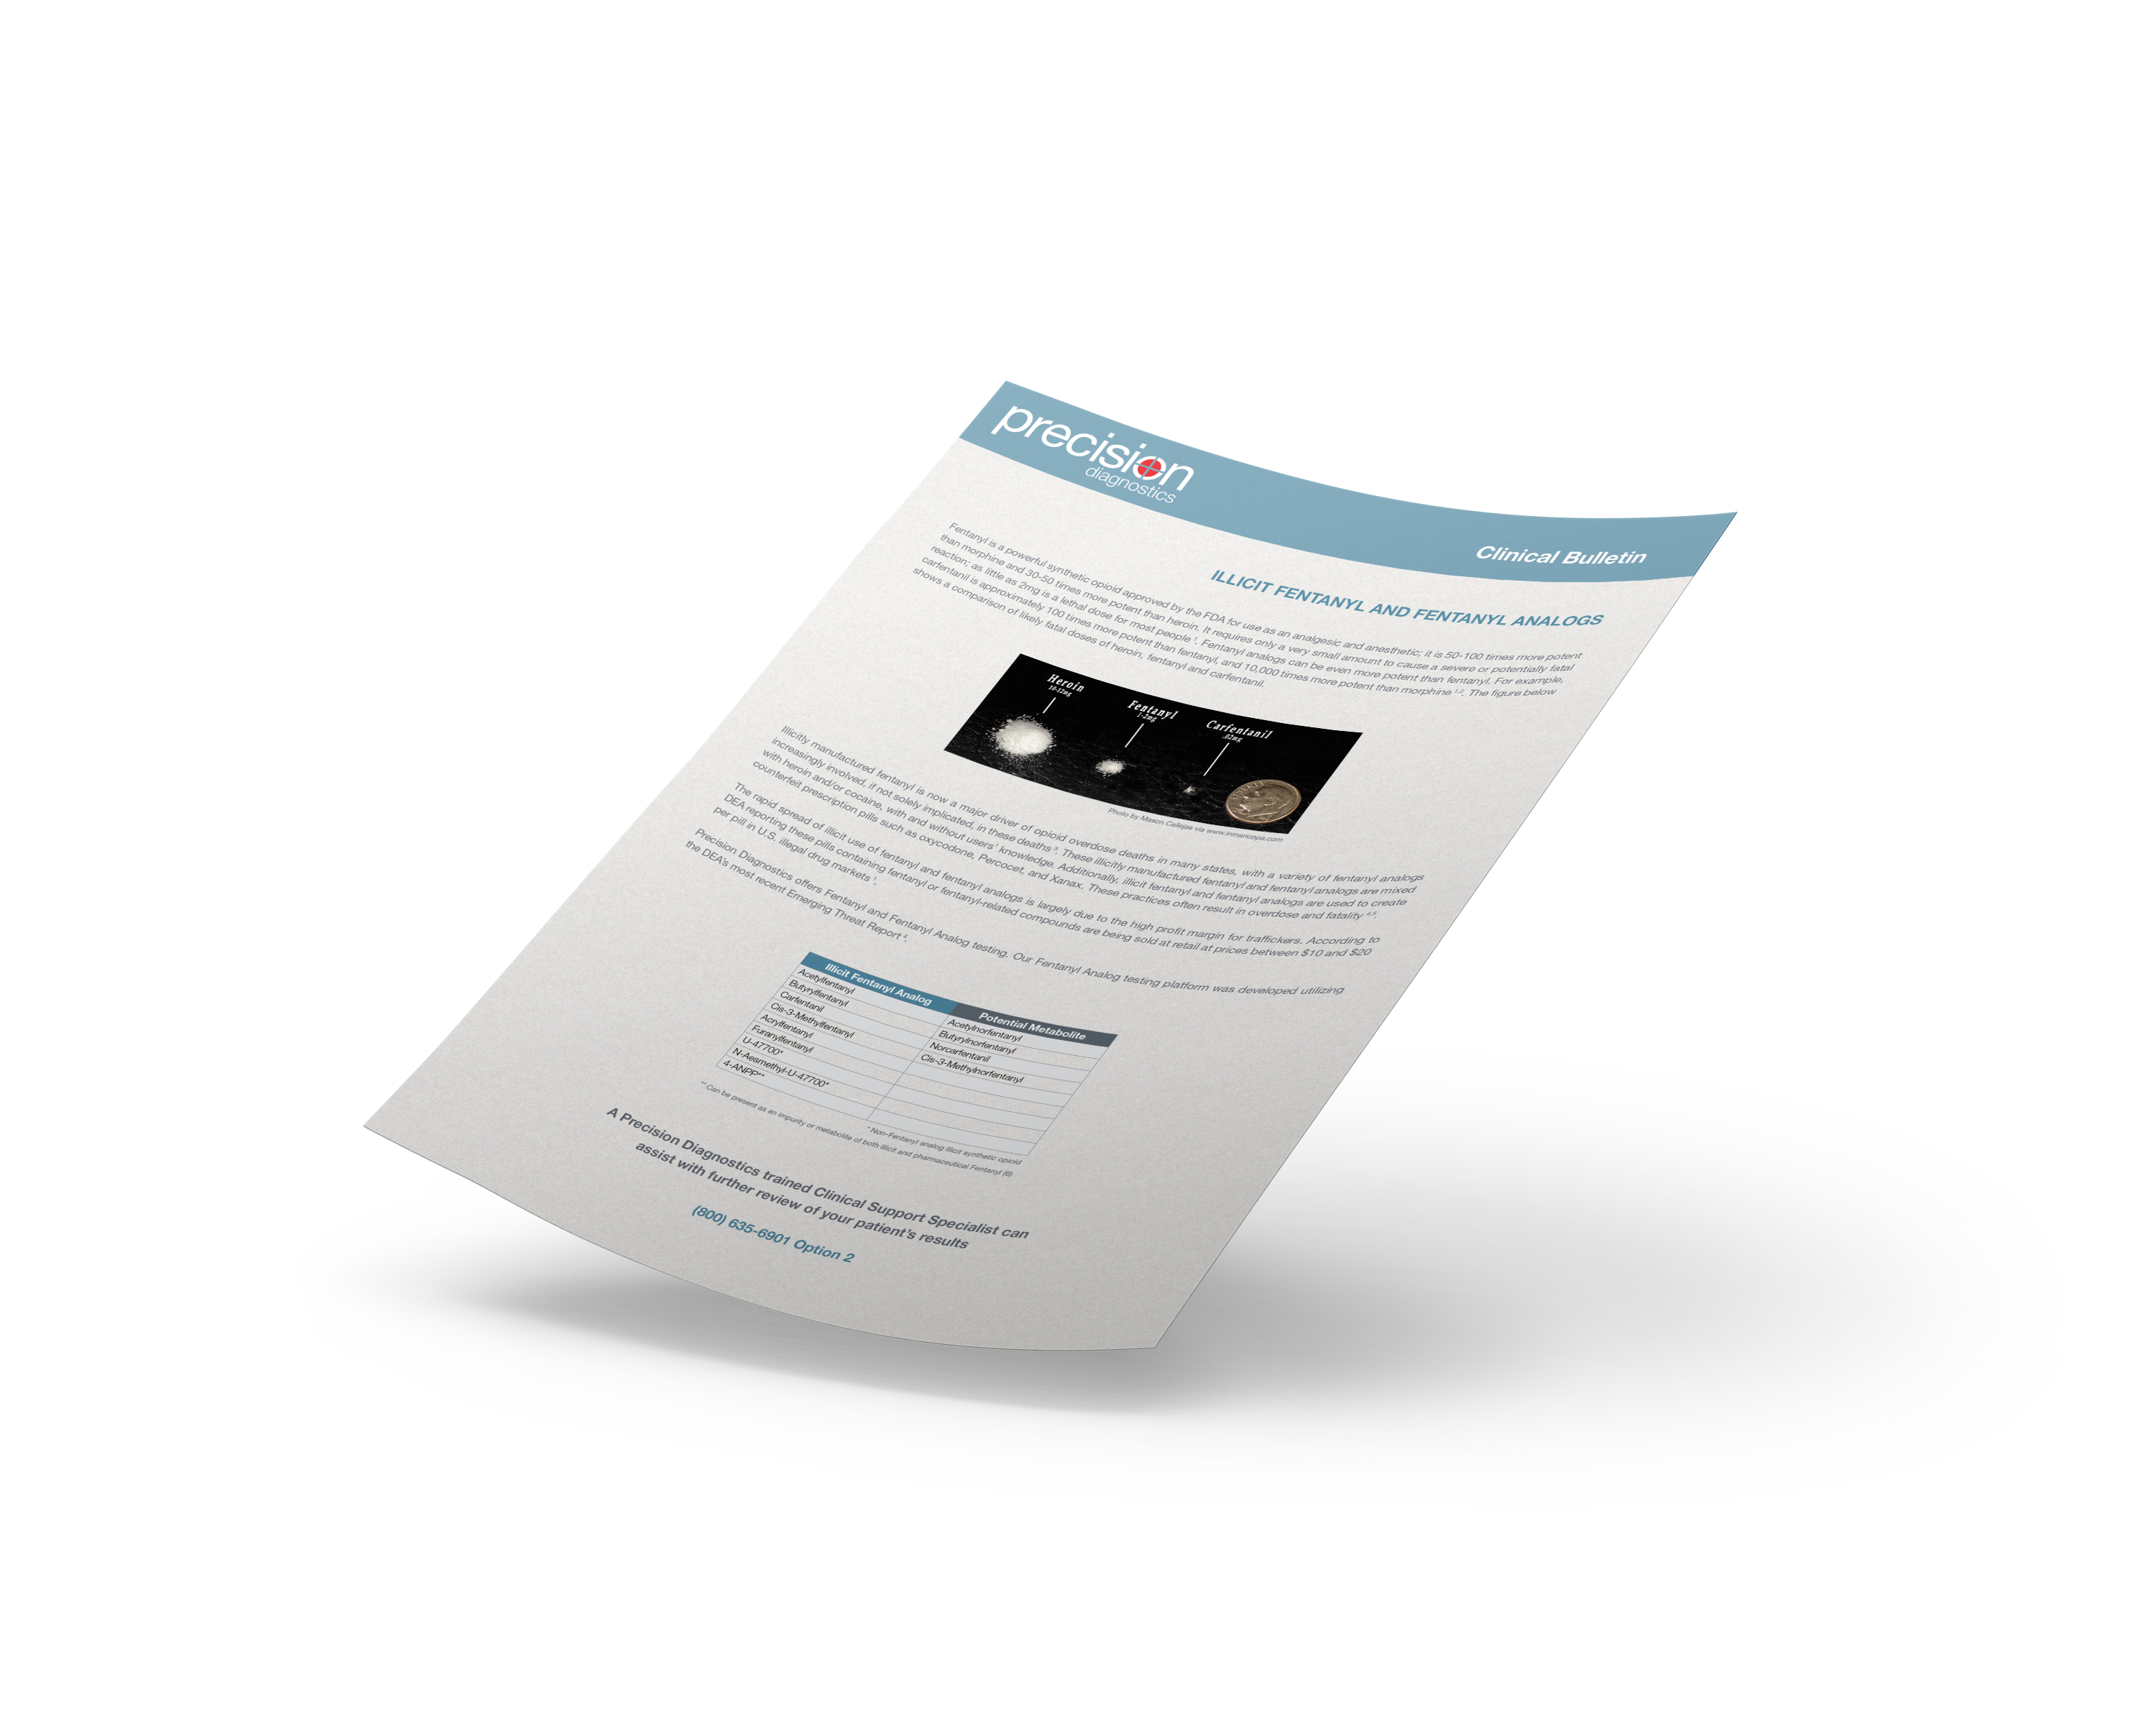 precision
diagnostics
Clinical Bulletin
ILLICIT FENTANYL AND FENTANYL ANALOGS
Fentanyl is a powerful synthetic opioid approved by the FDA for use as an analgesic and anesthetic; it is 50-100 times more potent
than morphine and 30-50 times more potent than heroin. It requires only a very small amount to cause a severe or potentially fatal
reaction; as little as 2mg is a lethal dose for most people ¹. Fentanyl analogs can be even more potent than fentanyl. For example,
carfentanil is approximately 100 times more potent than fentanyl, and 10,000 times more potent than morphine ¹,². The figure below
shows a comparison of likely fatal doses of heroin, fentanyl and carfentanil.
Heroin
10-12mg
Fentanyl
1-2mg
Carfentanil
.02mg
Photo by Mason Callejas via www.inmaricopa.com
Illicitly manufactured fentanyl is now a major driver of opioid overdose deaths in many states, with a variety of fentanyl analogs
increasingly involved, if not solely implicated, in these deaths ³. These illicitly manufactured fentanyl and fentanyl analogs are mixed
with heroin and/or cocaine, with and without users' knowledge. Additionally, illicit fentanyl and fentanyl analogs are used to create
counterfeit prescription pills such as oxycodone, Percocet, and Xanax. These practices often result in overdose and fatality ⁴,⁵.
The rapid spread of illicit use of fentanyl and fentanyl analogs is largely due to the high profit margin for traffickers. According to
DEA reporting these pills containing fentanyl or fentanyl-related compounds are being sold at retail at prices between $10 and $20
per pill in U.S. illegal drug markets ¹.
Precision Diagnostics offers Fentanyl and Fentanyl Analog testing. Our Fentanyl Analog testing platform was developed utilizing
the DEA's most recent Emerging Threat Report ⁴.
Illicit Fentanyl Analog Potential Metabolite
Acetylfentanyl Acetylnorfentanyl
Butyrylfentanyl Butyrylnorfentanyl
Carfentanil Norcarfentanil
Cis-3-Methylfentanyl Cis-3-Methylnorfentanyl
Acrylfentanyl
Furanylfentanyl
U-47700*
N-Aesmethyl-U-47700*
4-ANPP**
* Non-Fentanyl analog illicit synthetic opioid
** Can be present as an impurity or metabolite of both illicit and pharmaceutical Fentanyl (6)
A Precision Diagnostics trained Clinical Support Specialist can
assist with further review of your patient's results
(800) 635-6901 Option 2